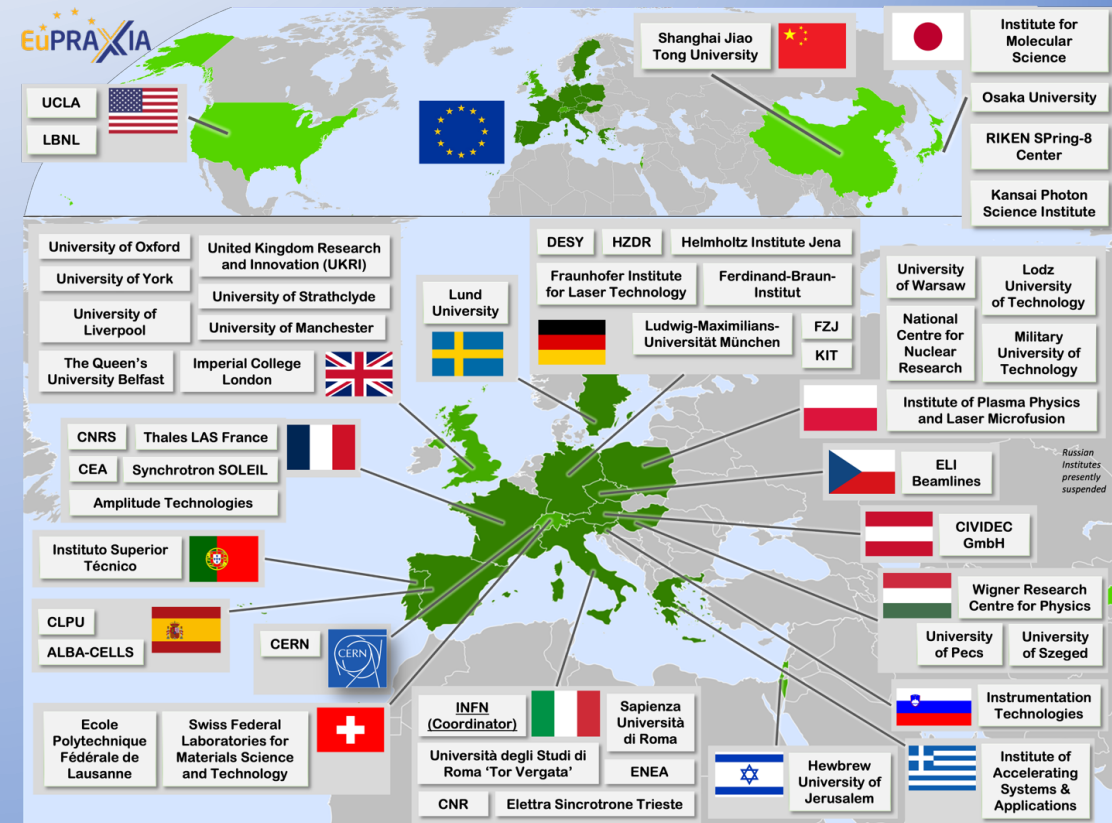 EuPRAXIA
UCLA
LBNL
Shanghai Jiao
Tong University
Institute for
Molecular
Science
Osaka University
RIKEN SPring-8
Center
Kansai Photon
Science Institute
University of Oxford
United Kingdom Research
and Innovation (UKRI)
University of York
University of Strathclyde
University of
Liverpool
University of Manchester
The Queen's
University Belfast
Imperial College
London
Lund
University
DESY
HZDR
Helmholtz Institute Jena
Fraunhofer Institute
for Laser Technology
Ferdinand-Braun-
Institut
Ludwig-Maximilians-
Universität München
FZJ
KIT
University
of Warsaw
Lodz
University
of Technology
National
Centre for
Nuclear
Research
Military
University of
Technology
Institute of Plasma Physics
and Laser Microfusion
Russian
Institutes
presently
suspended
CNRS
Thales LAS France
CEA
Synchrotron SOLEIL
Amplitude Technologies
ELI
Beamlines
CIVIDEC
GmbH
Instituto Superior
Técnico
Wigner Research
Centre for Physics
University
of Pecs
University
of Szeged
CLPU
ALBA-CELLS
CERN
CERN
Instrumentation
Technologies
Ecole
Polytechnique
Fédérale de
Lausanne
Swiss Federal
Laboratories for
Materials Science
and Technology
INFN
(Coordinator)
Sapienza
Università
di Roma
Università degli Studi di
Roma 'Tor Vergata'
ENEA
CNR
Elettra Sincrotrone Trieste
Hewbrew
University of
Jerusalem
Institute of
Accelerating
Systems &
Applications